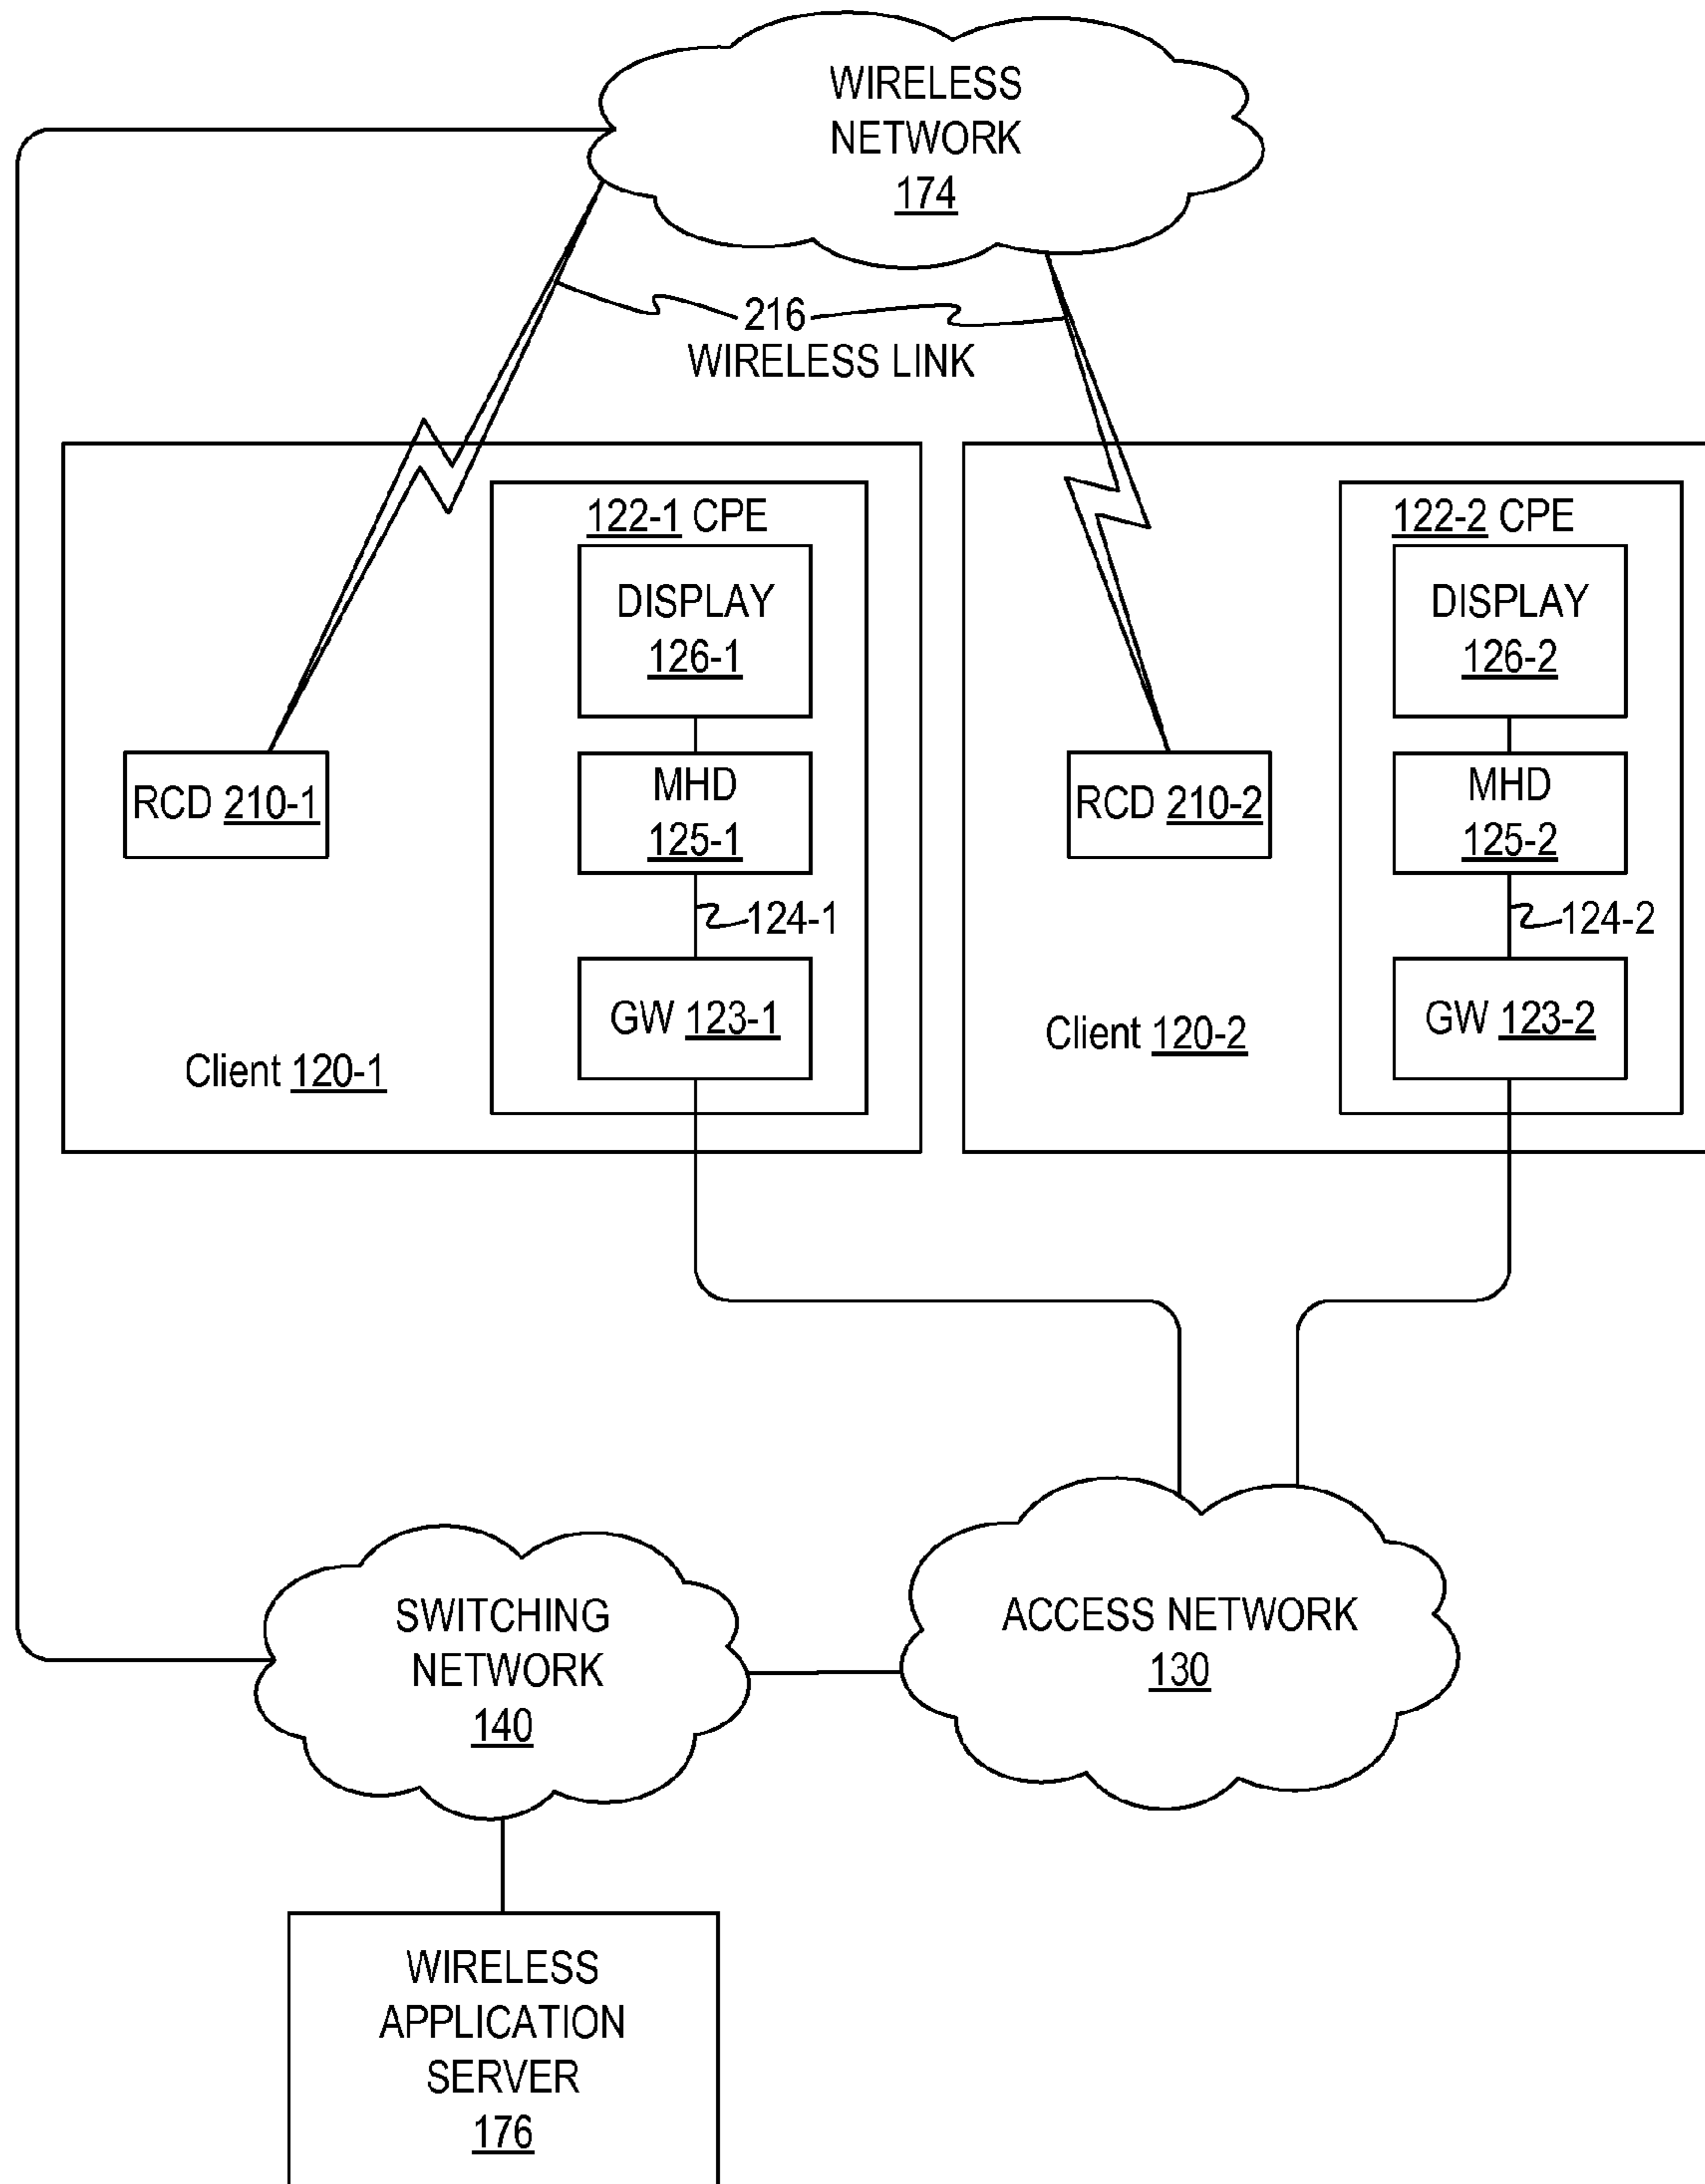 WIRELESS
NETWORK
174
216
WIRELESS LINK
122-1 CPE
DISPLAY
126-1
RCD 210-1
MHD
125-1
124-1
GW 123-1
Client 120-1
122-2 CPE
DISPLAY
126-2
RCD 210-2
MHD
125-2
124-2
GW 123-2
Client 120-2
SWITCHING
NETWORK
140
ACCESS NETWORK
130
WIRELESS
APPLICATION
SERVER
176